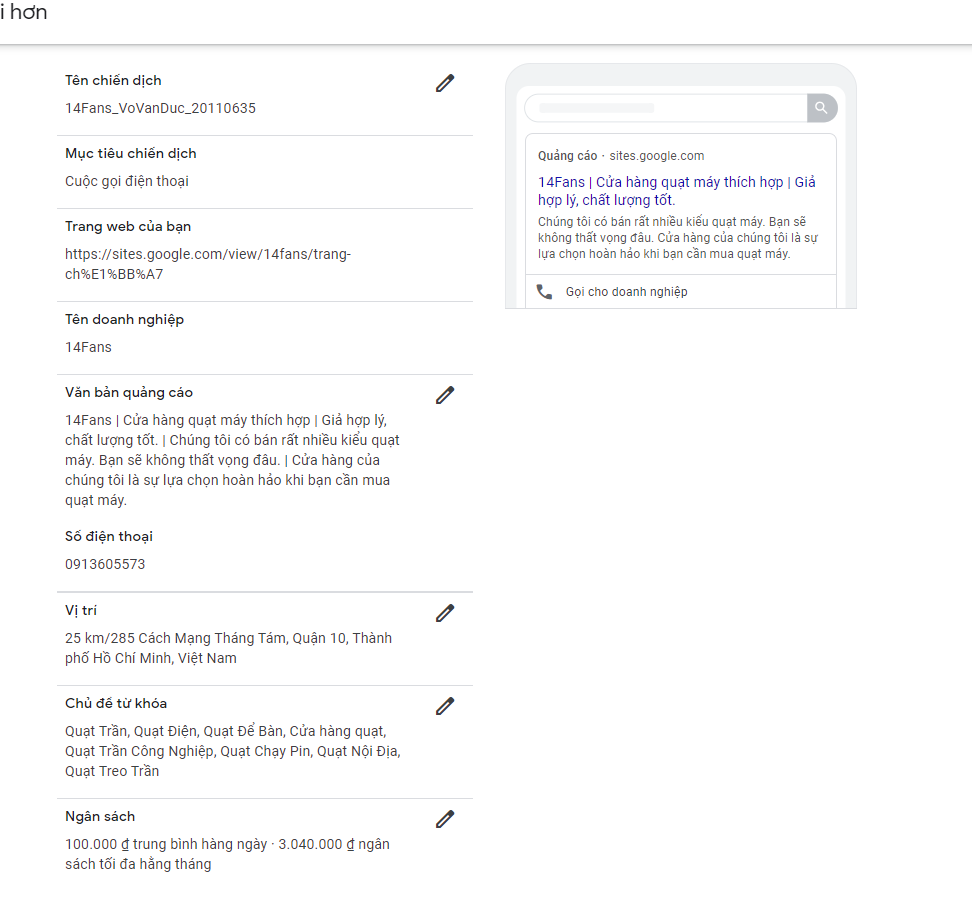 i hơn
Tên chiến dịch
14Fans_VoVanDuc_20110635
Mục tiêu chiến dịch
Cuộc gọi điện thoại
Trang web của bạn
https://sites.google.com/view/14fans/trang-
ch%E1%BB%A7
Tên doanh nghiệp
14Fans
Văn bản quảng cáo
14Fans | Cửa hàng quạt máy thích hợp | Giả hợp lý,
chất lượng tốt. | Chúng tôi có bán rất nhiều kiểu quạt
máy. Bạn sẽ không thất vọng đâu. | Cửa hàng của
chúng tôi là sự lựa chọn hoàn hảo khi bạn cần mua
quạt máy.
Số điện thoại
0913605573
Vị trí
25 km/285 Cách Mạng Tháng Tám, Quận 10, Thành
phố Hồ Chí Minh, Việt Nam
Chủ đề từ khóa
Quạt Trần, Quạt Điện, Quạt Để Bàn, Cửa hàng quạt,
Quạt Trần Công Nghiệp, Quạt Chạy Pin, Quạt Nội Địa,
Quạt Treo Trần
Ngân sách
100.000 ₫ trung bình hàng ngày · 3.040.000 ₫ ngân
sách tối đa hằng tháng
Quảng cáo · sites.google.com
14Fans | Cửa hàng quạt máy thích hợp | Giả
hợp lý, chất lượng tốt.
Chúng tôi có bán rất nhiều kiểu quạt máy. Bạn sẽ
không thất vọng đâu. Cửa hàng của chúng tôi là sự
lựa chọn hoàn hảo khi bạn cần mua quạt máy.
Gọi cho doanh nghiệp